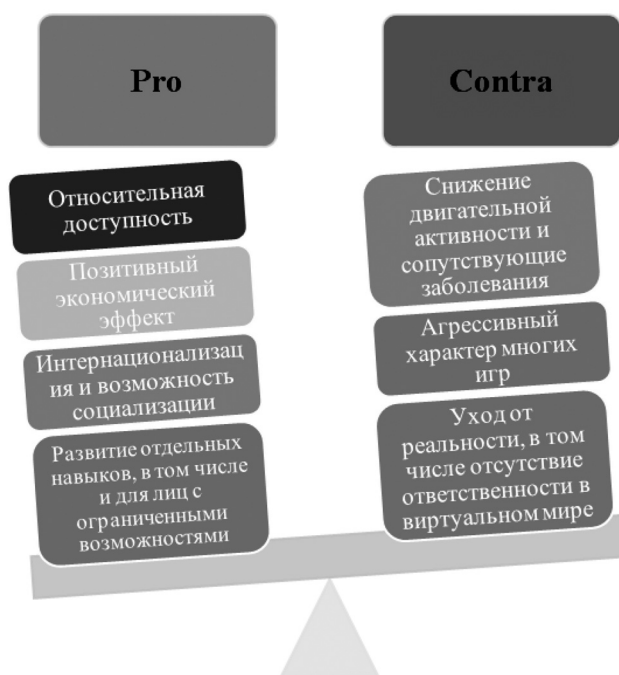 Pro
Относительная
доступность
Позитивный
экономический
эффект
Интернационализац
ия и возможность
социализации
Развитие отдельных
навыков, в том числе
и для лиц с
ограниченными
возможностями
Contra
Снижение
двигательной
активности и
сопутствующие
заболевания
Агрессивный
характер многих
игр
Уход от
реальности, в том
числе отсутствие
ответственности в
виртуальном мире